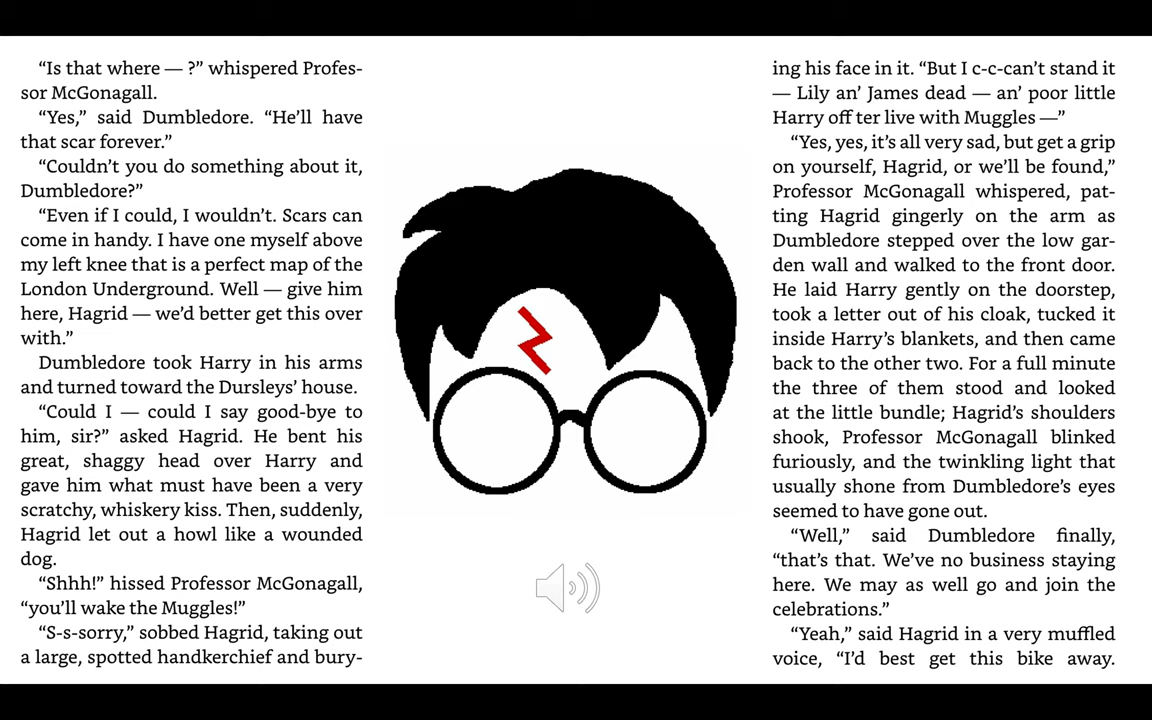 “Is that where — ?” whispered Profes-
sor McGonagall.
“Yes,” said Dumbledore. “He’ll have
that scar forever.”
“Couldn’t you do something about it,
Dumbledore?”
“Even if I could, I wouldn’t. Scars can
come in handy. I have one myself above
my left knee that is a perfect map of the
London Underground. Well — give him
here, Hagrid — we’d better get this over
with.”
Dumbledore took Harry in his arms
and turned toward the Dursleys’ house.
“Could I — could I say good-bye to
him, sir?” asked Hagrid. He bent his
great, shaggy head over Harry and
gave him what must have been a very
scratchy, whiskery kiss. Then, suddenly,
Hagrid let out a howl like a wounded
dog.
“Shhh!” hissed Professor McGonagall,
“you’ll wake the Muggles!”
“S-s-sorry,” sobbed Hagrid, taking out
a large, spotted handkerchief and bury-
ing his face in it. “But I c-c-can’t stand it
— Lily an’ James dead — an’ poor little
Harry off ter live with Muggles —”
“Yes, yes, it’s all very sad, but get a grip
on yourself, Hagrid, or we’ll be found,”
Professor McGonagall whispered, pat-
ting Hagrid gingerly on the arm as
Dumbledore stepped over the low gar-
den wall and walked to the front door.
He laid Harry gently on the doorstep,
took a letter out of his cloak, tucked it
inside Harry’s blankets, and then came
back to the other two. For a full minute
the three of them stood and looked
at the little bundle; Hagrid’s shoulders
shook, Professor McGonagall blinked
furiously, and the twinkling light that
usually shone from Dumbledore’s eyes
seemed to have gone out.
“Well,” said Dumbledore finally,
“that’s that. We’ve no business staying
here. We may as well go and join the
celebrations.”
“Yeah,” said Hagrid in a very muffled
voice, “I’d best get this bike away.